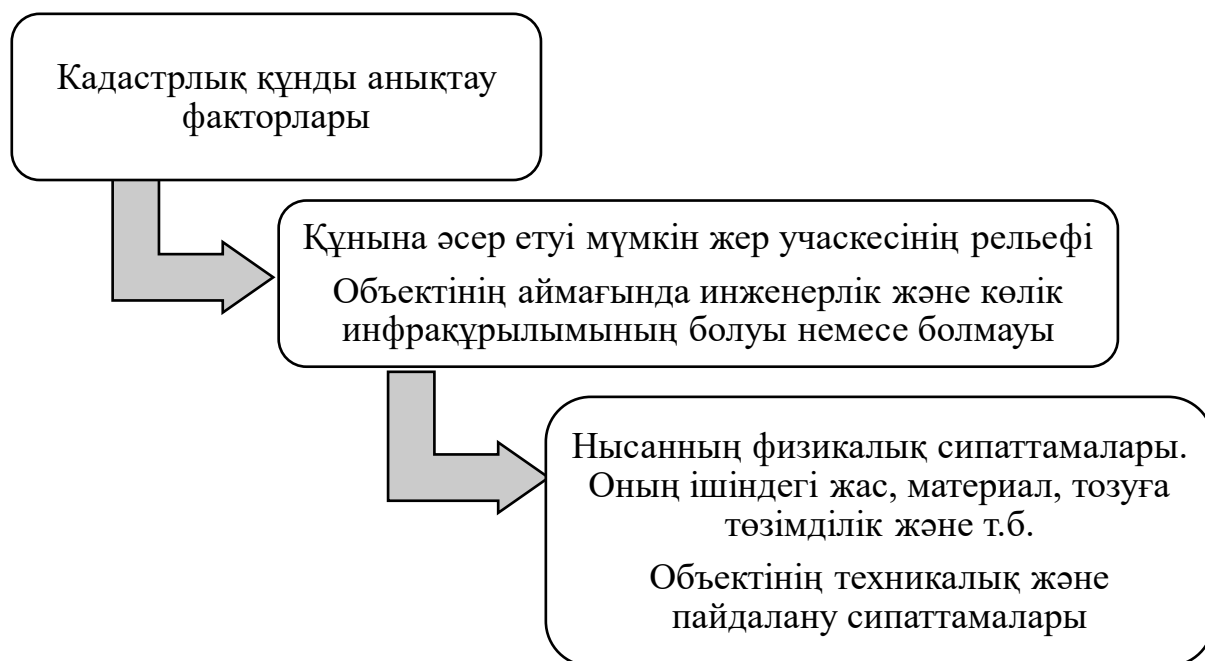 Кадастрлық құнды анықтау
факторлары
Құнына әсер етуі мүмкін жер учаскесінің рельефі
Объектінің аймағында инженерлік және көлік
инфрақұрылымының болуы немесе болмауы
Нысанның физикалық сипаттамалары.
Оның ішіндегі жас, материал, тозуға
төзімділік және т.б.
Объектінің техникалық және
пайдалану сипаттамалары